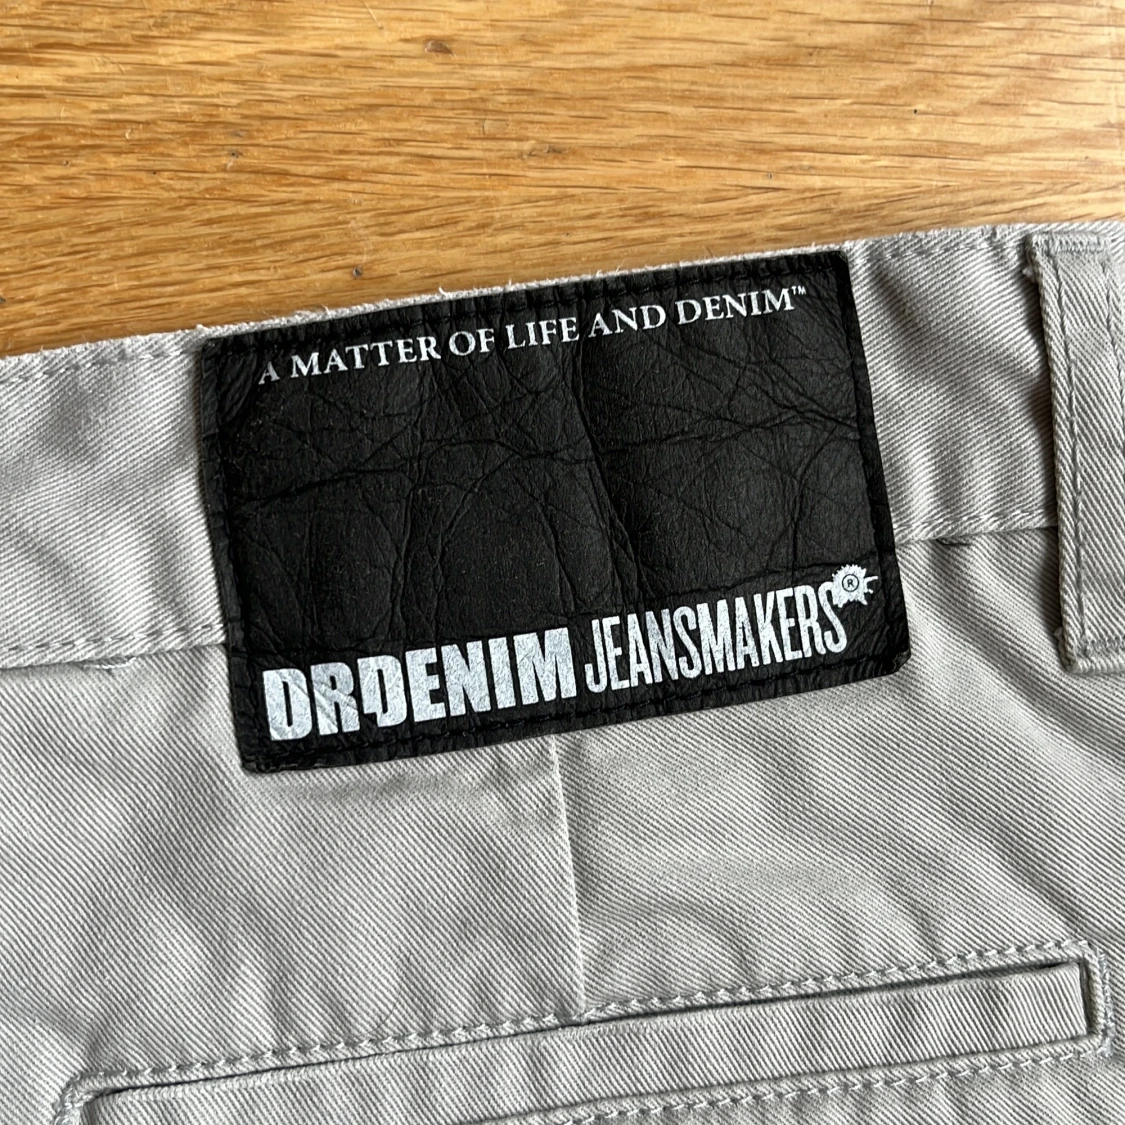 A MATTER OF LIFE AND DENIM™
DRDENIM JEANSMAKERS®